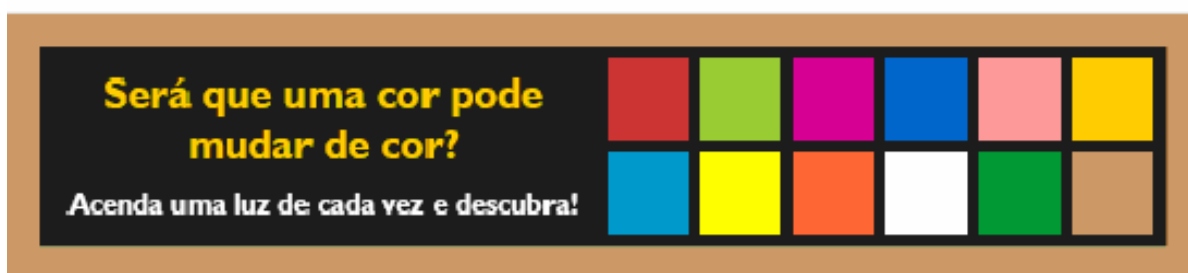 Será que uma cor pode
mudar de cor?
Acenda uma luz de cada vez e descubra!